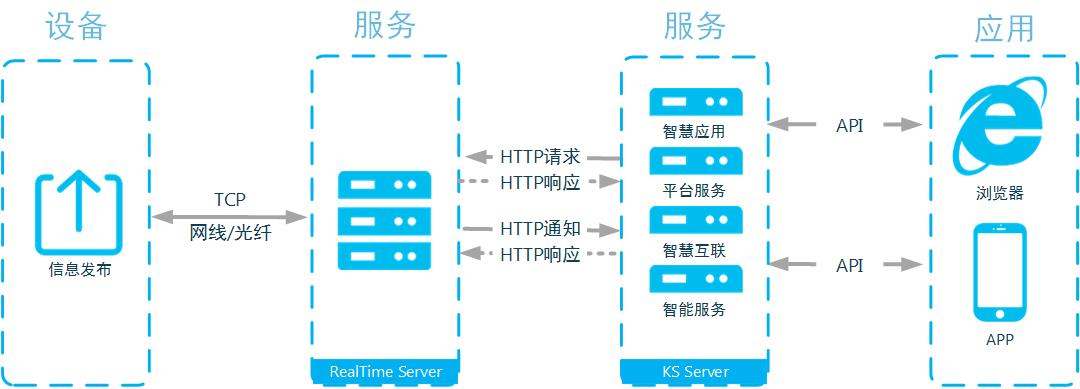 设备
服务
服务
应用
信息发布
TCP
网线/光纤
RealTime Server
HTTP请求
HTTP响应
HTTP通知
HTTP响应
智慧应用
平台服务
智慧互联
智能服务
KS Server
API
API
浏览器
APP